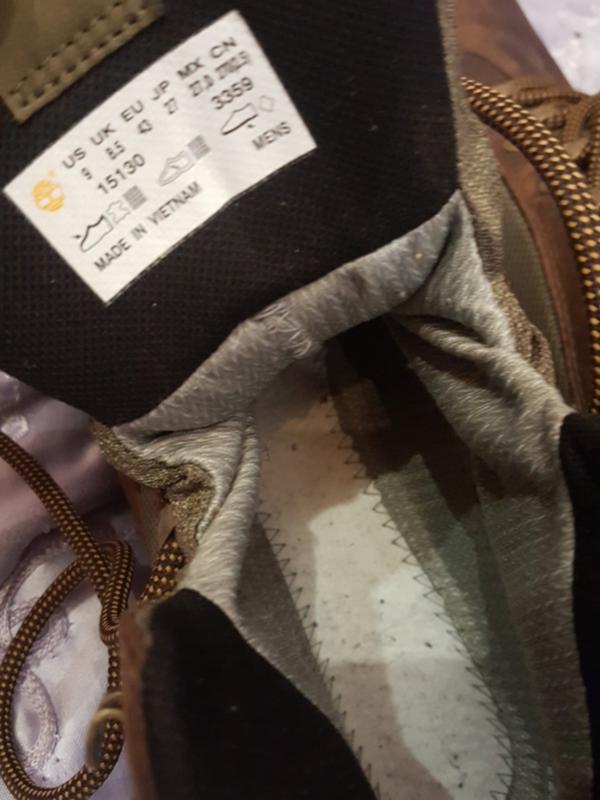 US UK EU JP MX CN
9 8.5 43 27 27.0 270(2.5)
15130 3359
MENS
MADE IN VIETNAM